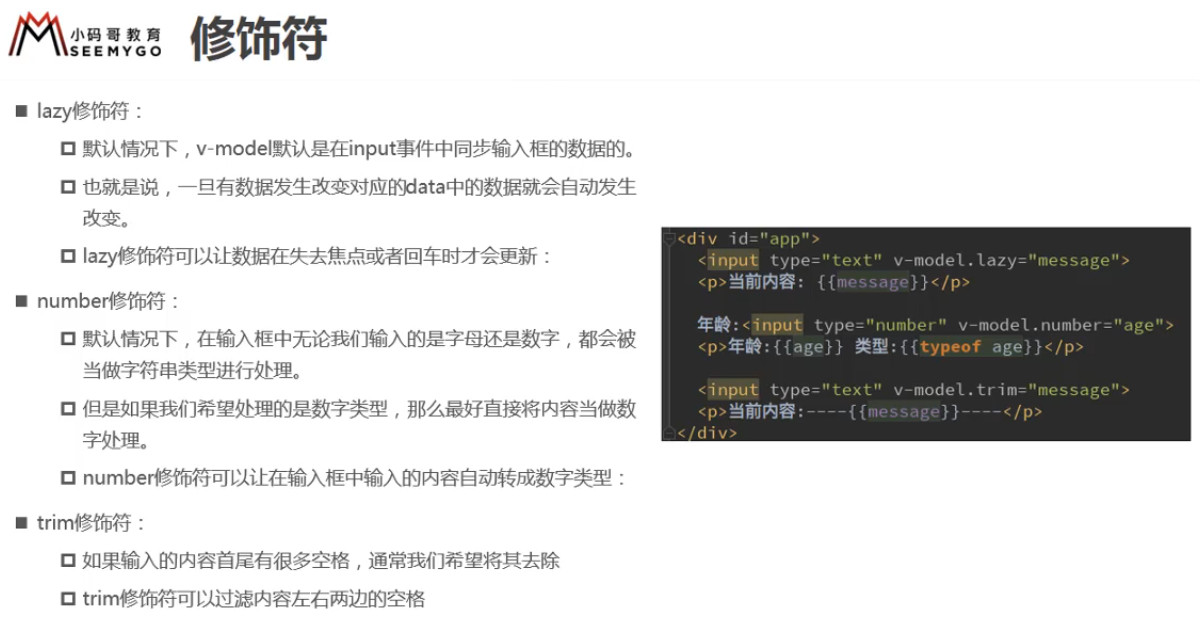 小码哥教育
SEEMYGO
修饰符
lazy修饰符：
默认情况下，v-model默认是在input事件中同步输入框的数据的。
也就是说，一旦有数据发生改变对应的data中的数据就会自动发生
改变。
lazy修饰符可以让数据在失去焦点或者回车时才会更新：
number修饰符：
默认情况下，在输入框中无论我们输入的是字母还是数字，都会被
当做字符串类型进行处理。
但是如果我们希望处理的是数字类型，那么最好直接将内容当做数
字处理。
number修饰符可以让在输入框中输入的内容自动转成数字类型：
trim修饰符：
如果输入的内容首尾有很多空格，通常我们希望将其去除
trim修饰符可以过滤内容左右两边的空格
<div id="app">
<input type="text" v-model.lazy="message">
<p>当前内容: {{message}}</p>
年龄:<input type="number" v-model.number="age">
<p>年龄:{{age}} 类型:{{typeof age}}</p>
<input type="text" v-model.trim="message">
<p>当前内容:----{{message}}----</p>
</div>